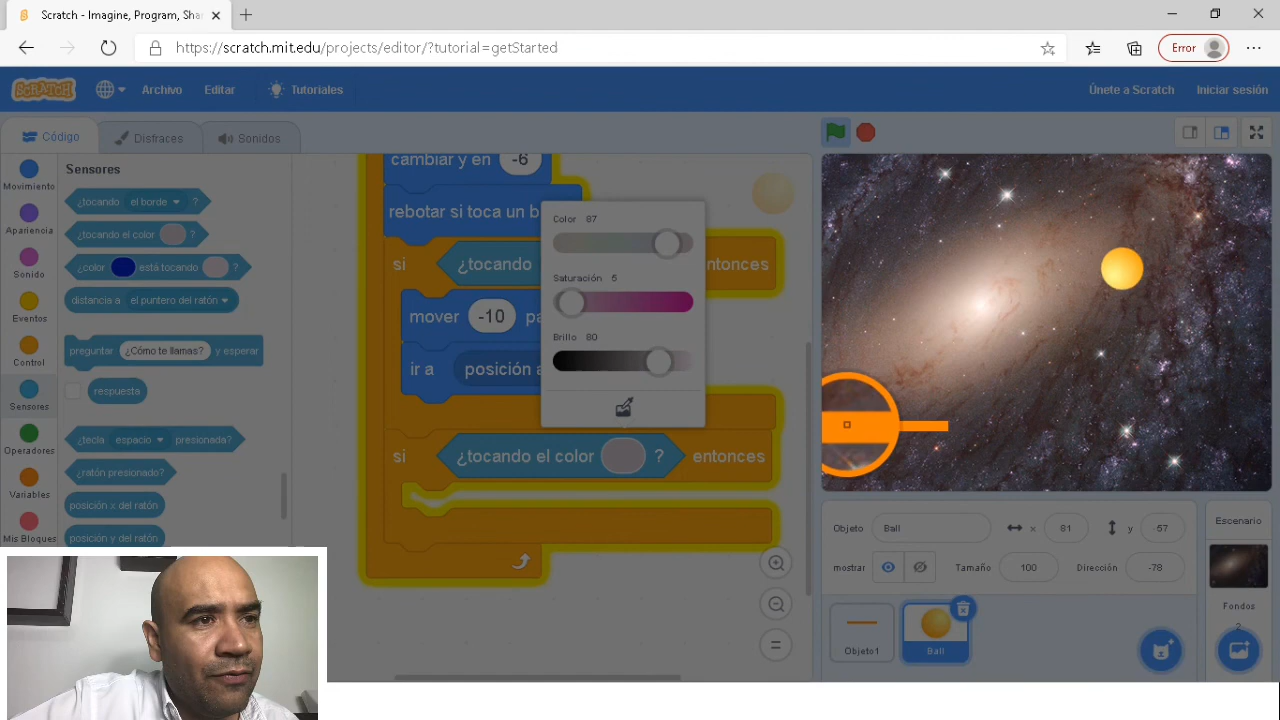 Scratch - Imagine, Program, Sha
https://scratch.mit.edu/projects/editor/?tutorial=getStarted
Error
SCRATCH
Archivo
Editar
Tutoriales
Únete a Scratch
Iniciar sesión
Código
Disfraces
Sonidos
Movimiento
Apariencia
Sonido
Eventos
Control
Sensores
Operadores
Variables
Mis Bloques
Sensores
¿tocando el borde ?
¿tocando el color ?
¿color está tocando ?
distancia a el puntero del ratón
preguntar ¿Cómo te llamas? y esperar
respuesta
¿tecla espacio presionada?
¿ratón presionado?
posición x del ratón
posición y del ratón
cambiar y en -6
rebotar si toca un b
si ¿tocando
ntonces
mover -10 pa
ir a posición a
si ¿tocando el color ? entonces
Color 87
Saturación 5
Brillo 80
Objeto Ball x 81 y -57
mostrar Tamaño 100 Dirección -78
Objeto1
Ball
Escenario
Fondos
2